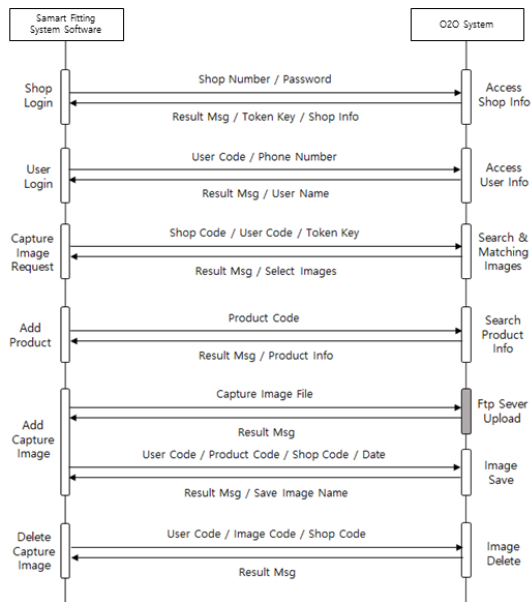 Samart Fitting
System Software
O2O System
Shop
Login
Shop Number / Password
Result Msg / Token Key / Shop Info
Access
Shop Info
User
Login
User Code / Phone Number
Result Msg / User Name
Access
User Info
Capture
Image
Request
Shop Code / User Code / Token Key
Result Msg / Select Images
Search &
Matching
Images
Add
Product
Product Code
Result Msg / Product Info
Search
Product
Info
Add
Capture
Image
Capture Image File
Result Msg
Ftp Sever
Upload
User Code / Product Code / Shop Code / Date
Result Msg / Save Image Name
Image
Save
Delete
Capture
Image
User Code / Image Code / Shop Code
Result Msg
Image
Delete